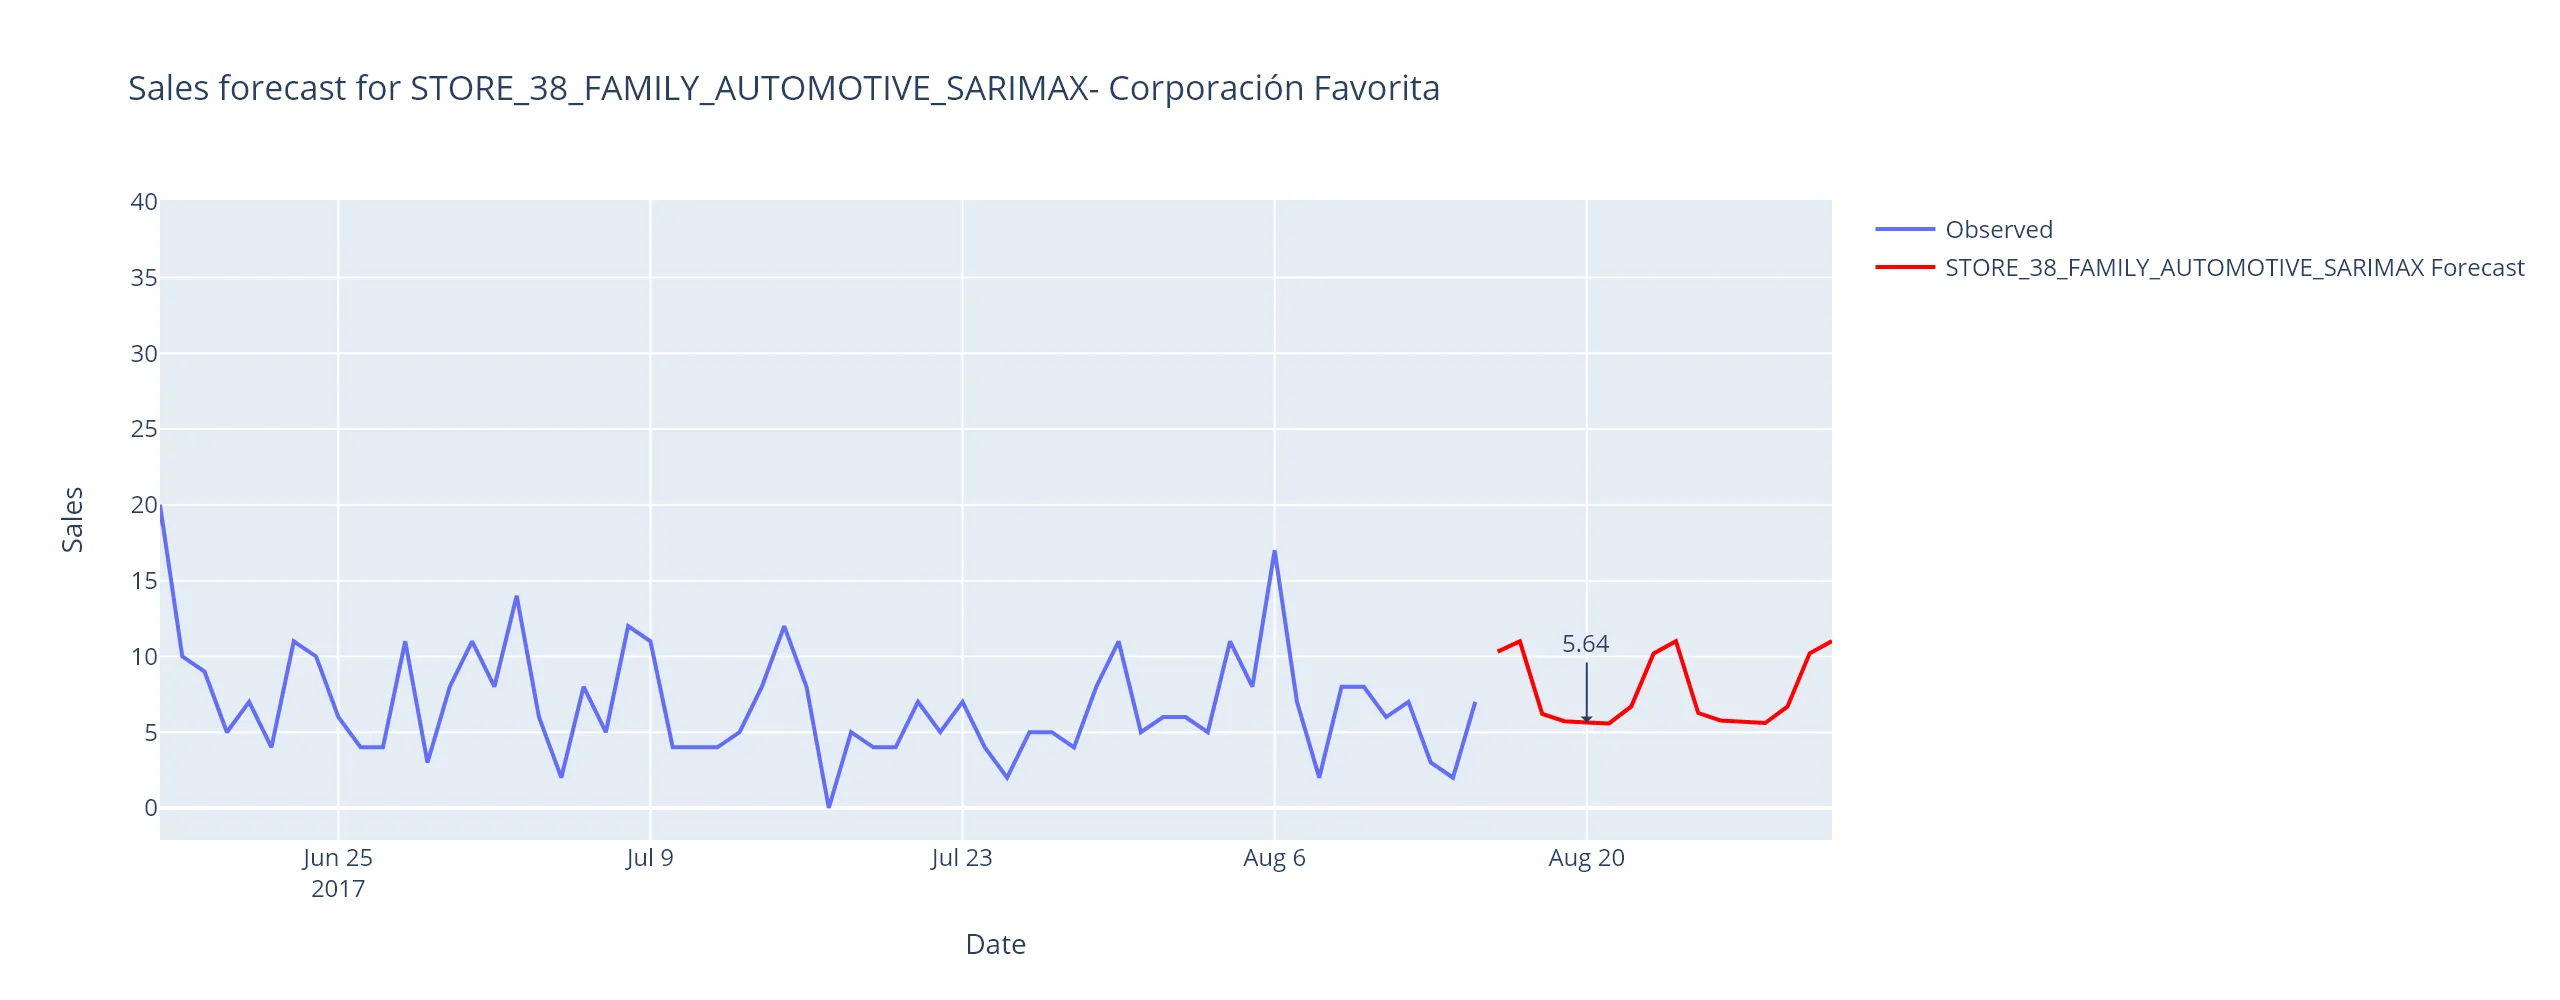 Sales forecast for STORE_38_FAMILY_AUTOMOTIVE_SARIMAX- Corporación Favorita
Observed
STORE_38_FAMILY_AUTOMOTIVE_SARIMAX Forecast
Sales
40
35
30
25
20
15
10
5
0
5.64
Jun 25
2017
Jul 9
Jul 23
Aug 6
Aug 20
Date